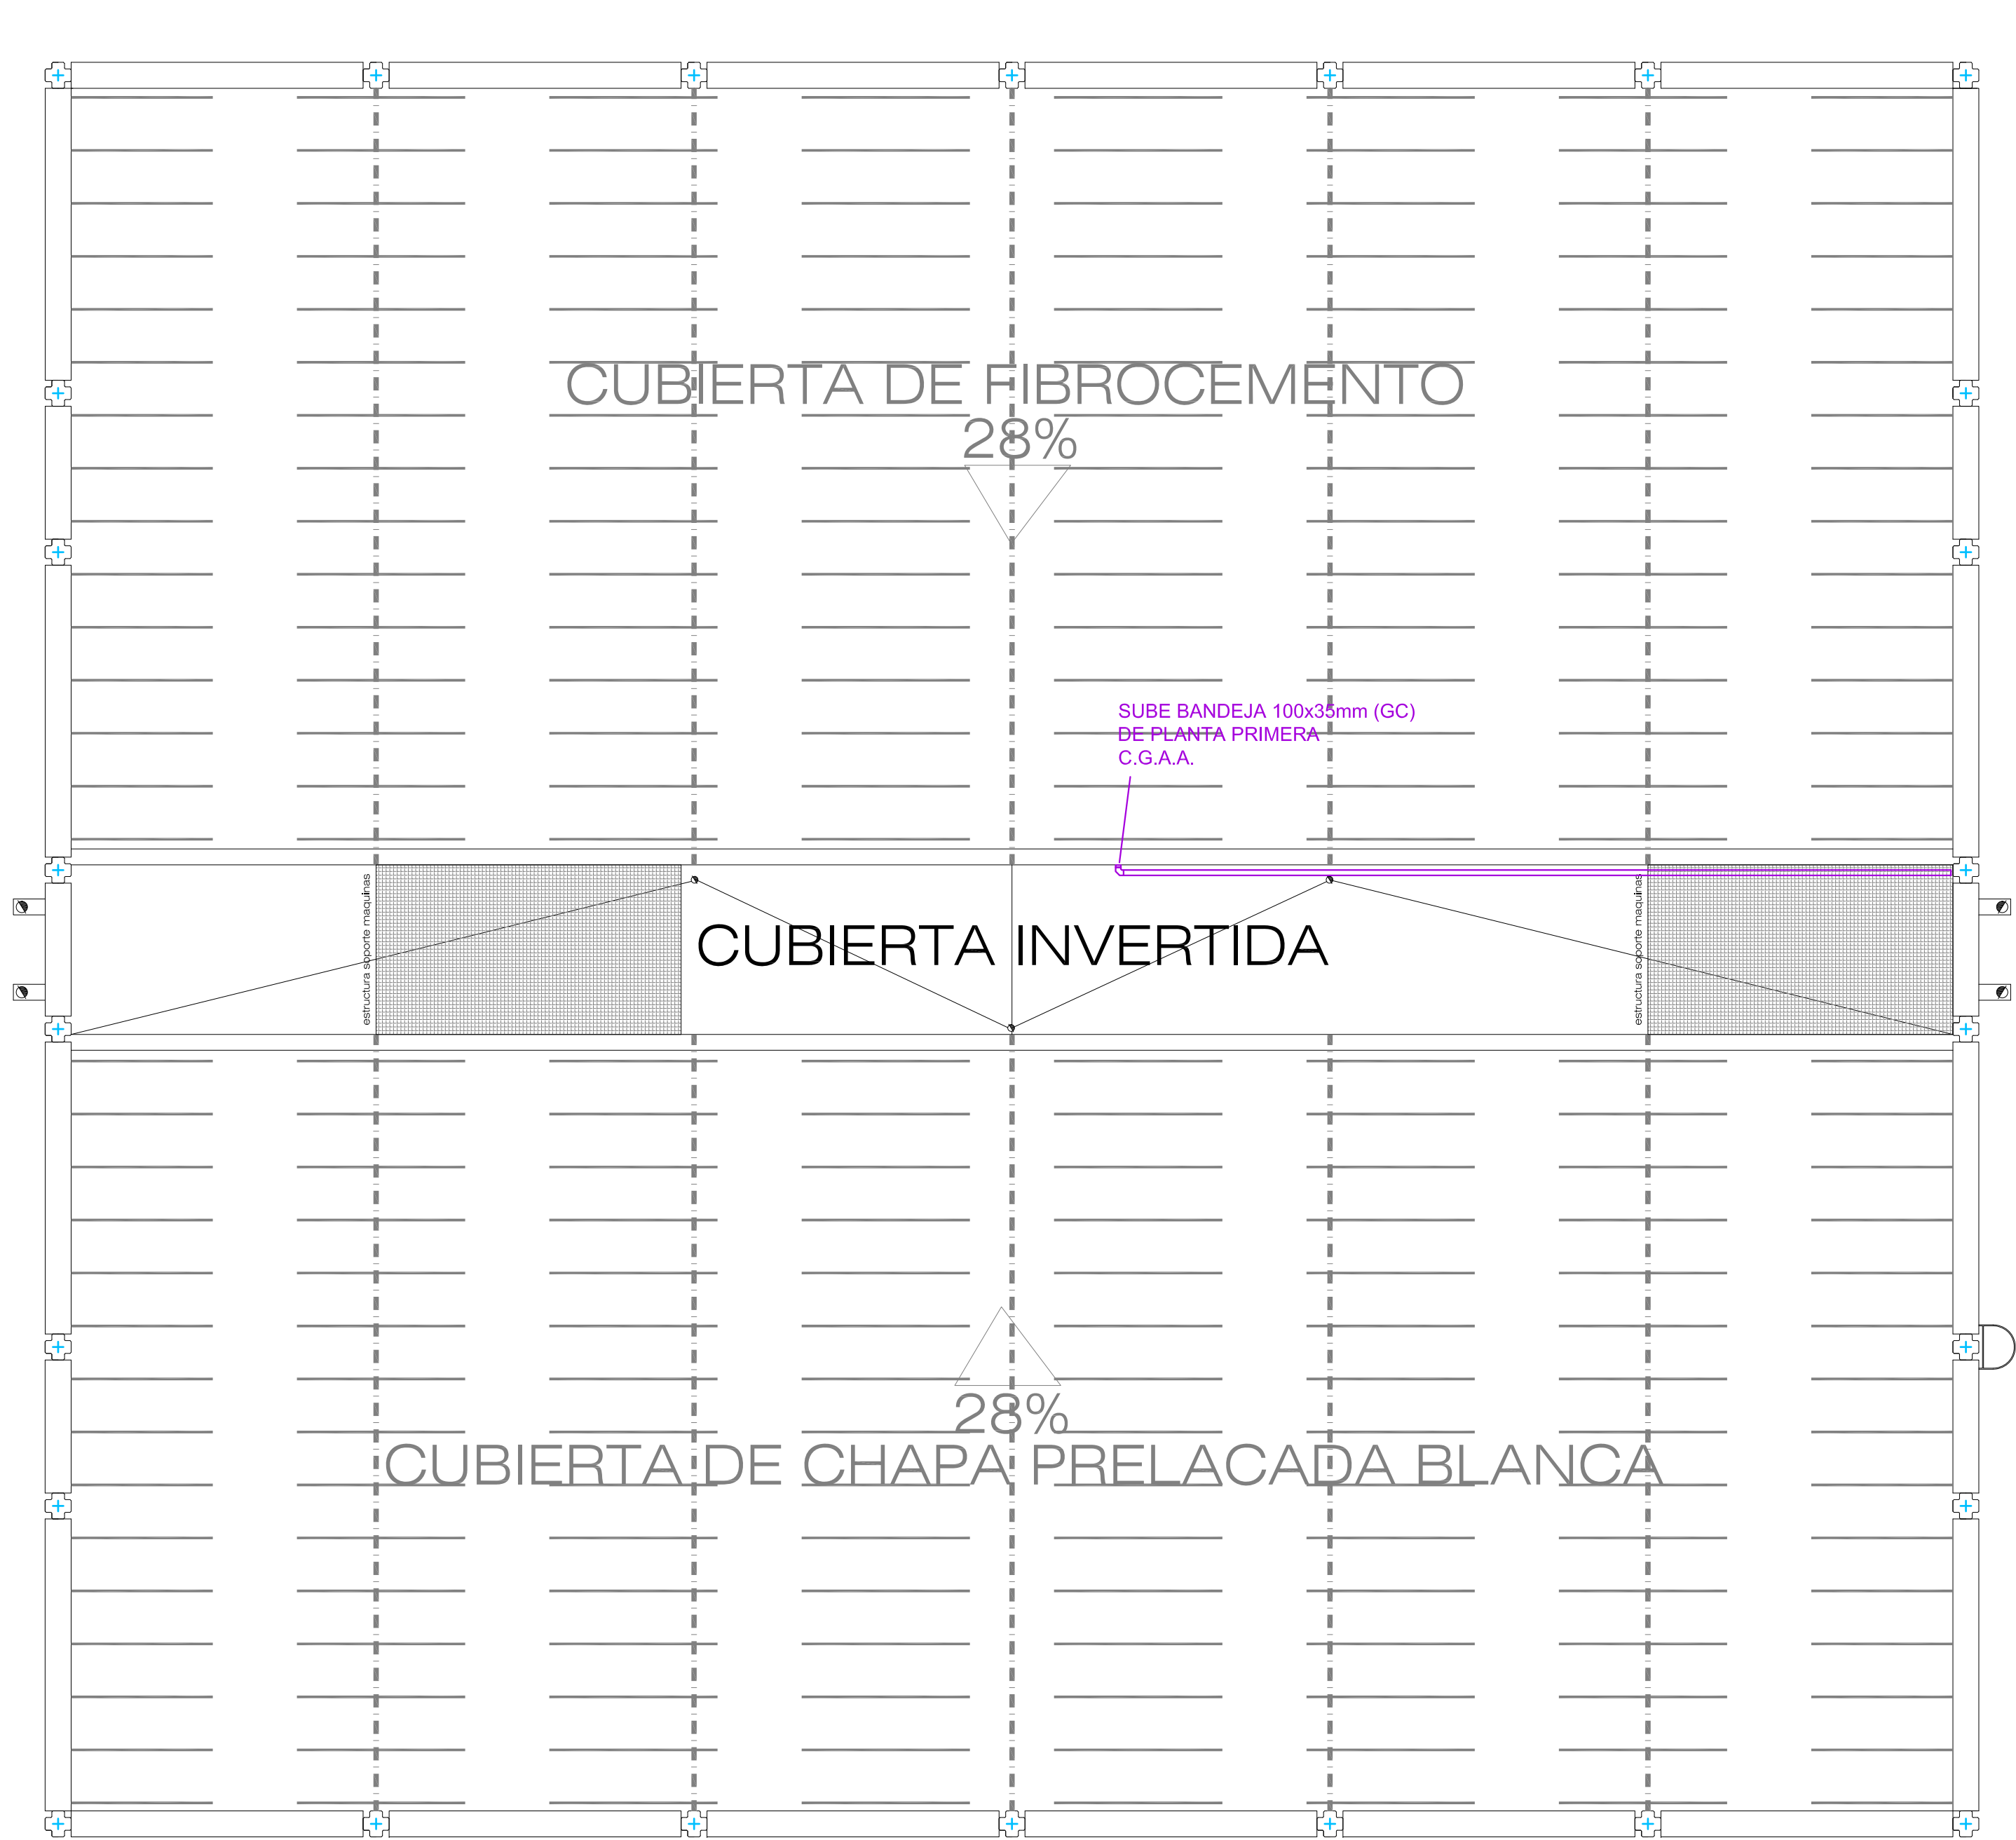 CUBIERTA DE FIBROCEMENTO
28%
SUBE BANDEJA 100x35mm (GC)
DE PLANTA PRIMERA
C.G.A.A.
estructura soporte maquinas
CUBIERTA INVERTIDA
estructura soporte maquinas
28%
CUBIERTA DE CHAPA PRELACADA BLANCA